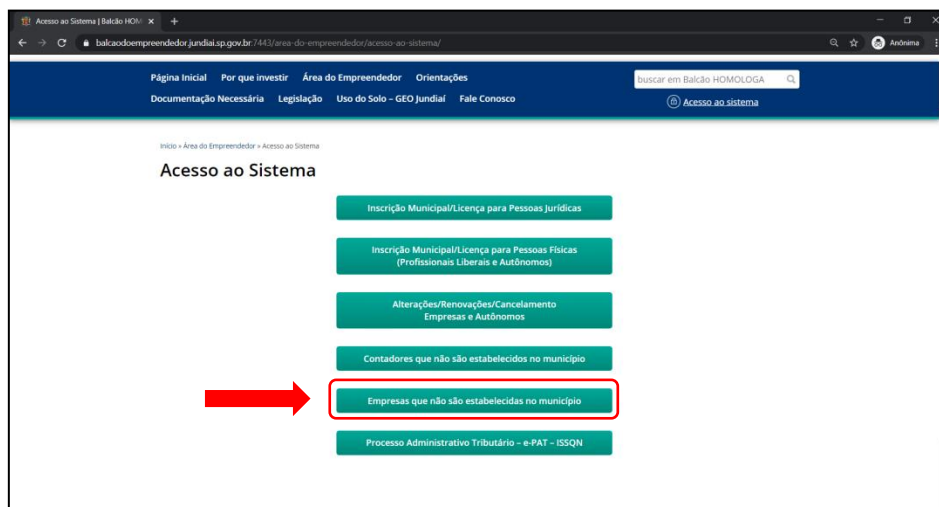 Acesso ao Sistema | Balcão HOM
balcaodoempreendedor.jundiai.sp.gov.br:7443/area-do-empreendedor/acesso-ao-sistema/
Anônima
Página Inicial Por que investir Área do Empreendedor Orientações
buscar em Balcão HOMOLOGA
Documentação Necessária Legislação Uso do Solo – GEO Jundiaí Fale Conosco
Acesso ao sistema
Início » Área do Empreendedor » Acesso ao Sistema
Acesso ao Sistema
Inscrição Municipal/Licença para Pessoas Jurídicas
Inscrição Municipal/Licença para Pessoas Físicas
(Profissionais Liberais e Autônomos)
Alterações/Renovações/Cancelamento
Empresas e Autônomos
Contadores que não são estabelecidos no município
Empresas que não são estabelecidas no município
Processo Administrativo Tributário – e-PAT – ISSQN